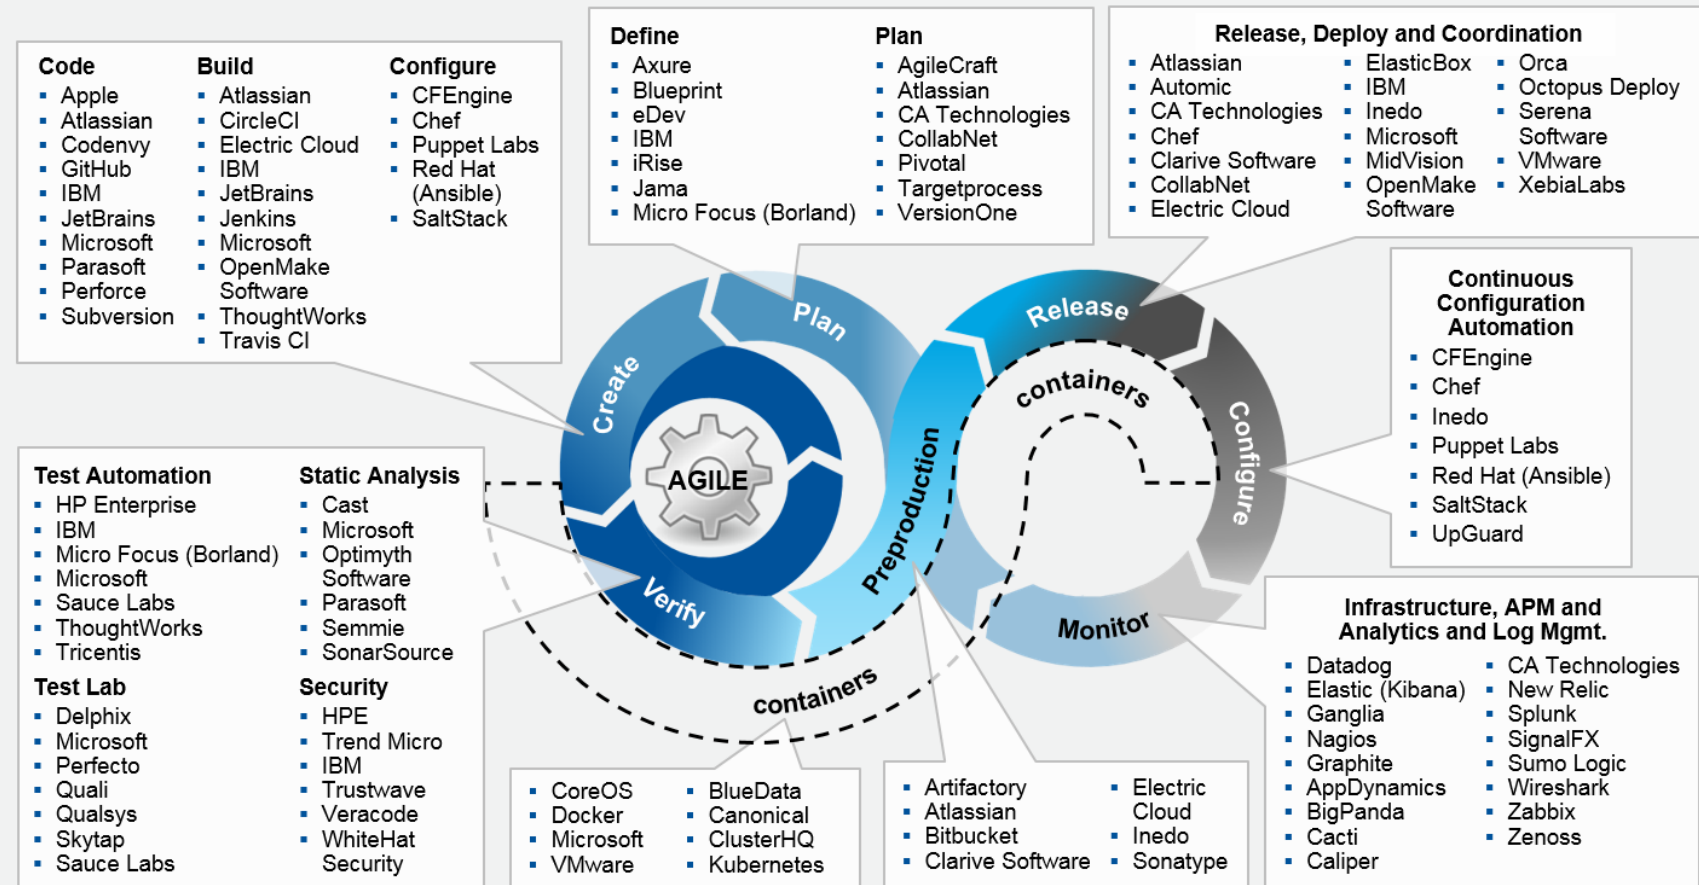 Code
Apple
Atlassian
Codenvy
GitHub
IBM
JetBrains
Microsoft
Parasoft
Perforce
Subversion
Build
Atlassian
CircleCI
Electric Cloud
IBM
JetBrains
Jenkins
Microsoft
OpenMake
Software
ThoughtWorks
Travis CI
Configure
CFEngine
Chef
Puppet Labs
Red Hat
(Ansible)
SaltStack
Define
Axure
Blueprint
eDev
IBM
iRise
Jama
Micro Focus (Borland)
Plan
AgileCraft
Atlassian
CA Technologies
CollabNet
Pivotal
Targetprocess
VersionOne
Release, Deploy and Coordination
Atlassian
Automic
CA Technologies
Chef
Clarive Software
CollabNet
Electric Cloud
ElasticBox
IBM
Inedo
Microsoft
MidVision
OpenMake
Software
Orca
Octopus Deploy
Serena
Software
VMware
XebiaLabs
Continuous
Configuration
Automation
CFEngine
Chef
Inedo
Puppet Labs
Red Hat (Ansible)
SaltStack
UpGuard
Create
Plan
AGILE
Verify
Preproduction
Release
containers
Configure
Monitor
containers
Test Automation
HP Enterprise
IBM
Micro Focus (Borland)
Microsoft
Sauce Labs
ThoughtWorks
Tricentis
Static Analysis
Cast
Microsoft
Optimyth
Software
Parasoft
Semmie
SonarSource
Test Lab
Delphix
Microsoft
Perfecto
Quali
Qualsys
Skytap
Sauce Labs
Security
HPE
Trend Micro
IBM
Trustwave
Veracode
WhiteHat
Security
CoreOS
Docker
Microsoft
VMware
BlueData
Canonical
ClusterHQ
Kubernetes
Artifactory
Atlassian
Bitbucket
Clarive Software
Electric
Cloud
Inedo
Sonatype
Infrastructure, APM and
Analytics and Log Mgmt.
Datadog
Elastic (Kibana)
Ganglia
Nagios
Graphite
AppDynamics
BigPanda
Cacti
Caliper
CA Technologies
New Relic
Splunk
SignalFX
Sumo Logic
Wireshark
Zabbix
Zenoss